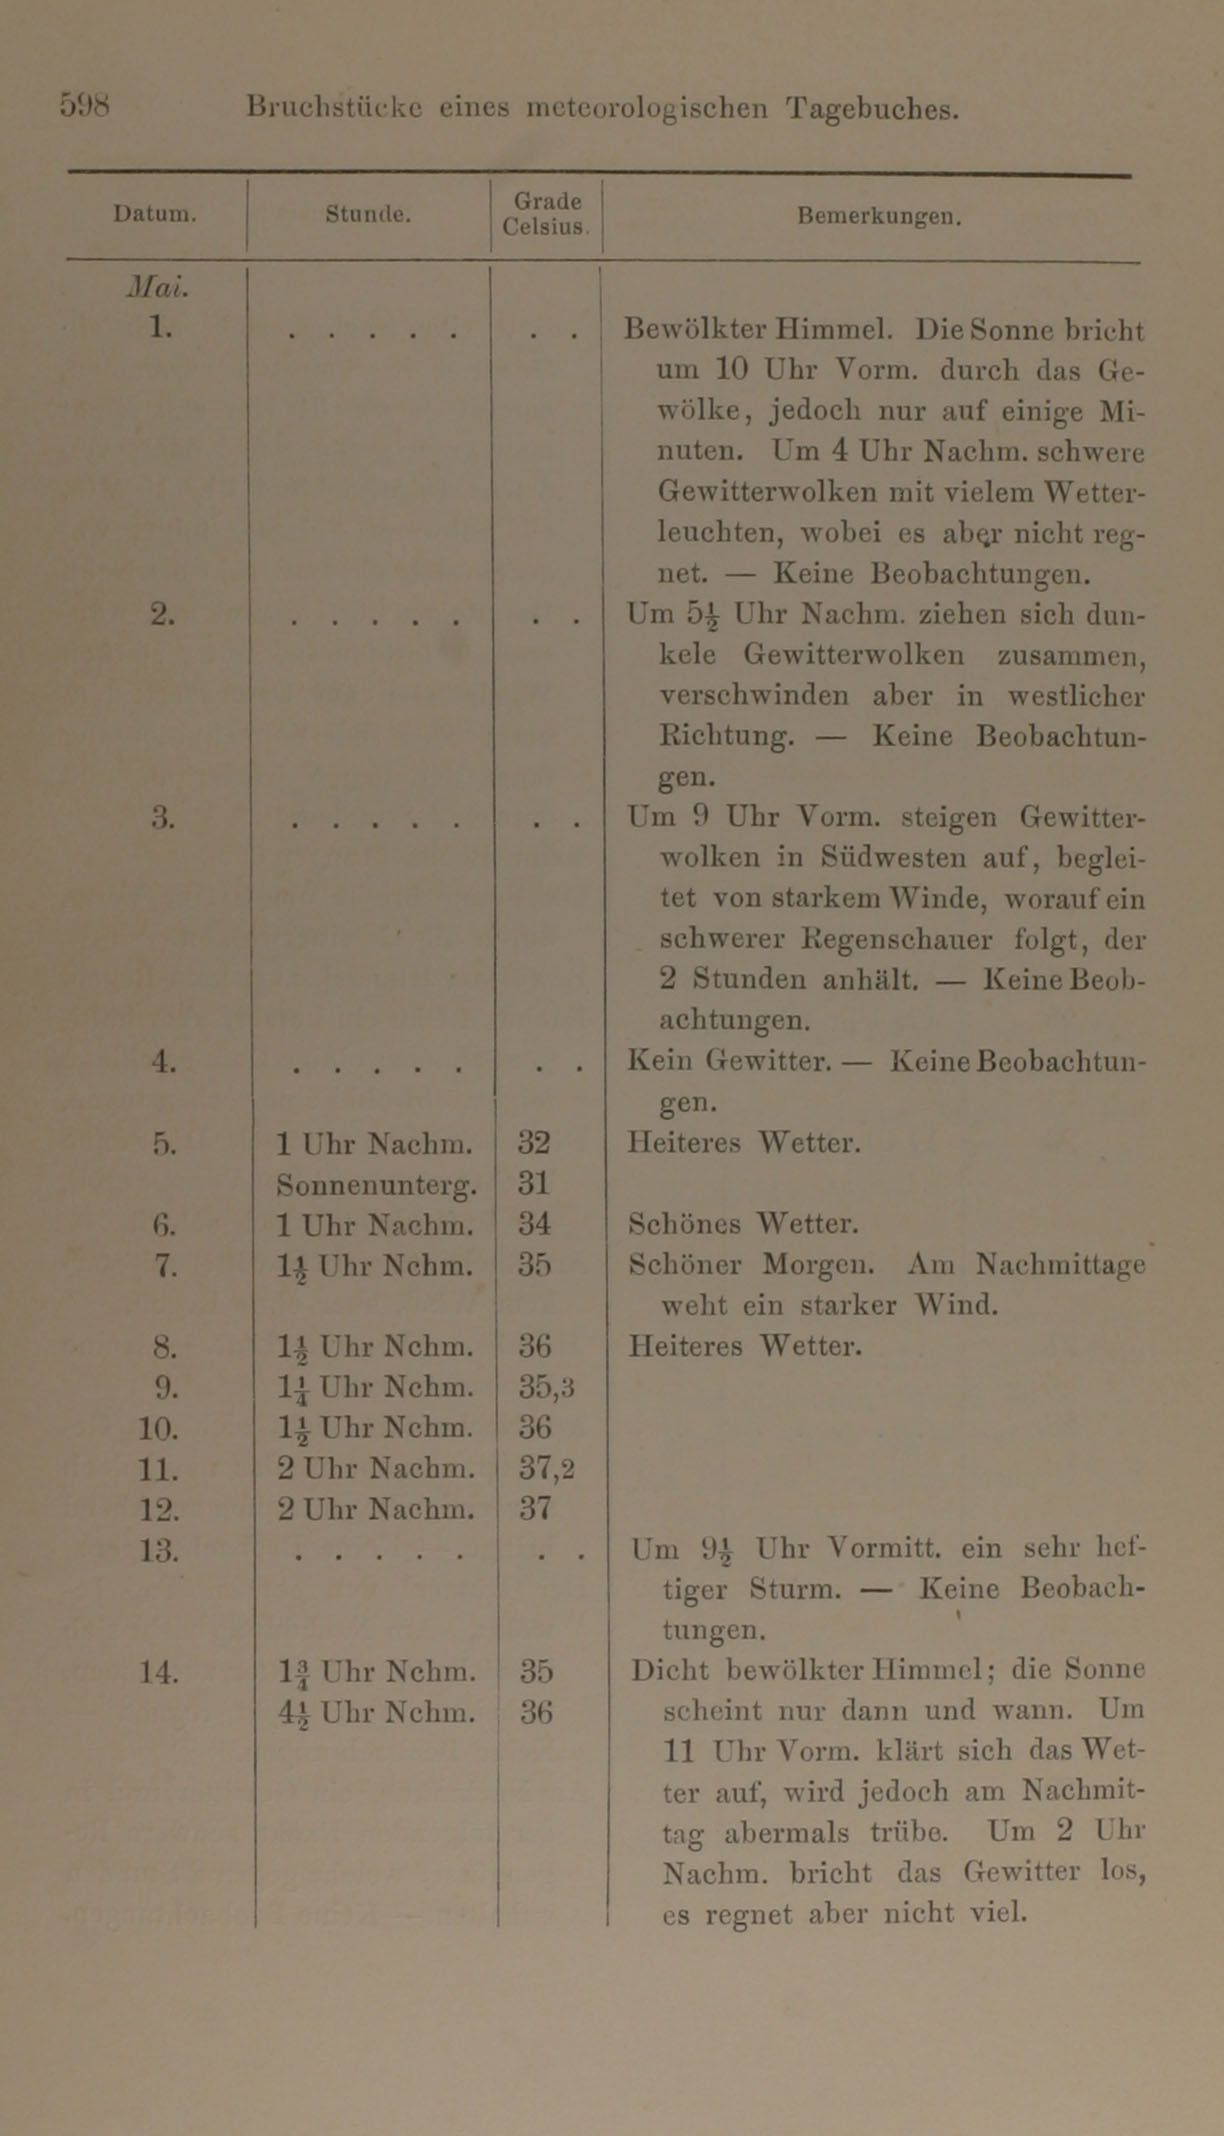 598 Bruchstücke eines meteorologischen Tagebuches.
Datum. Stunde. Grade Celsius. Bemerkungen.
Mai.
1. . . . . . . . Bewölkter Himmel. Die Sonne bricht
um 10 Uhr Vorm. durch das Ge-
wölke, jedoch nur auf einige Mi-
nuten. Um 4 Uhr Nachm. schwere
Gewitterwolken mit vielem Wetter-
leuchten, wobei es aber nicht reg-
net. — Keine Beobachtungen.
2. . . . . . . . Um 5½ Uhr Nachm. ziehen sich dun-
kele Gewitterwolken zusammen,
verschwinden aber in westlicher
Richtung. — Keine Beobachtun-
gen.
3. . . . . . . . Um 9 Uhr Vorm. steigen Gewitter-
wolken in Südwesten auf, beglei-
tet von starkem Winde, worauf ein
schwerer Regenschauer folgt, der
2 Stunden anhält. — Keine Beob-
achtungen.
4. . . . . . . . Kein Gewitter. — Keine Beobachtun-
gen.
5. 1 Uhr Nachm. 32 Heiteres Wetter.
Sonnenunterg. 31
6. 1 Uhr Nachm. 34 Schönes Wetter.
7. 1½ Uhr Nchm. 35 Schöner Morgen. Am Nachmittage
weht ein starker Wind.
8. 1½ Uhr Nchm. 36 Heiteres Wetter.
9. 1¼ Uhr Nchm. 35,3
10. 1½ Uhr Nchm. 36
11. 2 Uhr Nachm. 37,2
12. 2 Uhr Nachm. 37
13. . . . . . . . Um 9½ Uhr Vormitt. ein sehr hef-
tiger Sturm. — Keine Beobach-
tungen.
14. 1¾ Uhr Nchm. 35 Dicht bewölkter Himmel; die Sonne
4½ Uhr Nchm. 36 scheint nur dann und wann. Um
11 Uhr Vorm. klärt sich das Wet-
ter auf, wird jedoch am Nachmit-
tag abermals trübe. Um 2 Uhr
Nachm. bricht das Gewitter los,
es regnet aber nicht viel.